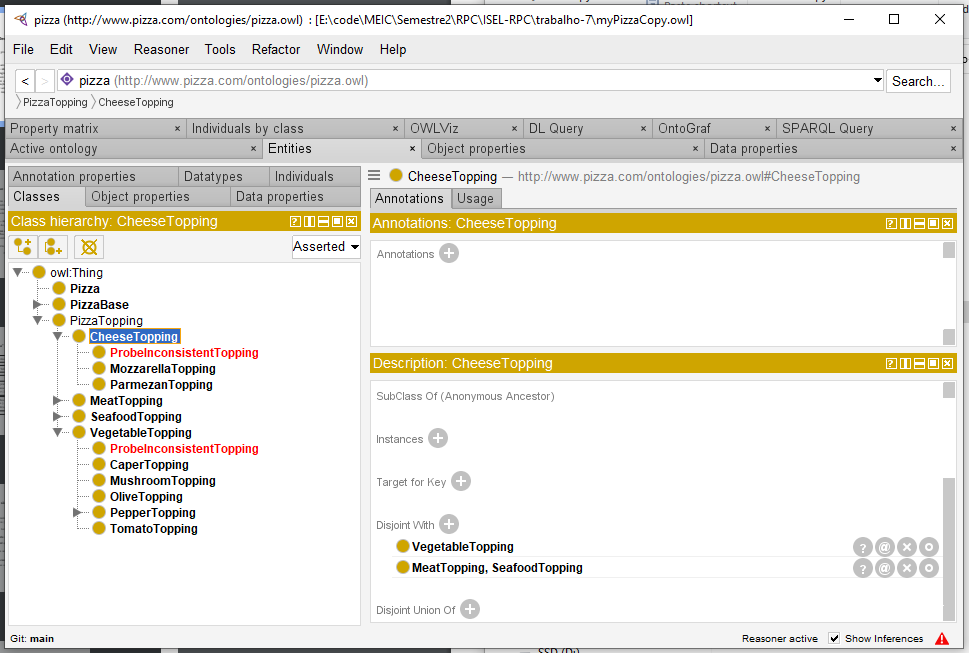 pizza (http://www.pizza.com/ontologies/pizza.owl) : [E:\code\MEIC\Semestre2\RPC\ISEL-RPC\trabalho-7\myPizzaCopy.owl]
File Edit View Reasoner Tools Refactor Window Help
< > pizza (http://www.pizza.com/ontologies/pizza.owl) Search...
PizzaTopping CheeseTopping
Property matrix × Individuals by class × OWLViz × DL Query × OntoGraf × SPARQL Query ×
Active ontology × Entities × Object properties × Data properties ×
Annotation properties Datatypes Individuals
Classes Object properties Data properties
Class hierarchy: CheeseTopping
Asserted
owl:Thing
Pizza
PizzaBase
PizzaTopping
CheeseTopping
ProbeInconsistentTopping
MozzarellaTopping
ParmezanTopping
MeatTopping
SeafoodTopping
VegetableTopping
ProbeInconsistentTopping
CaperTopping
MushroomTopping
OliveTopping
PepperTopping
TomatoTopping
CheeseTopping — http://www.pizza.com/ontologies/pizza.owl#CheeseTopping
Annotations Usage
Annotations: CheeseTopping
Annotations
Description: CheeseTopping
SubClass Of (Anonymous Ancestor)
Instances
Target for Key
Disjoint With
VegetableTopping
MeatTopping, SeafoodTopping
Disjoint Union Of
Git: main
Reasoner active Show Inferences